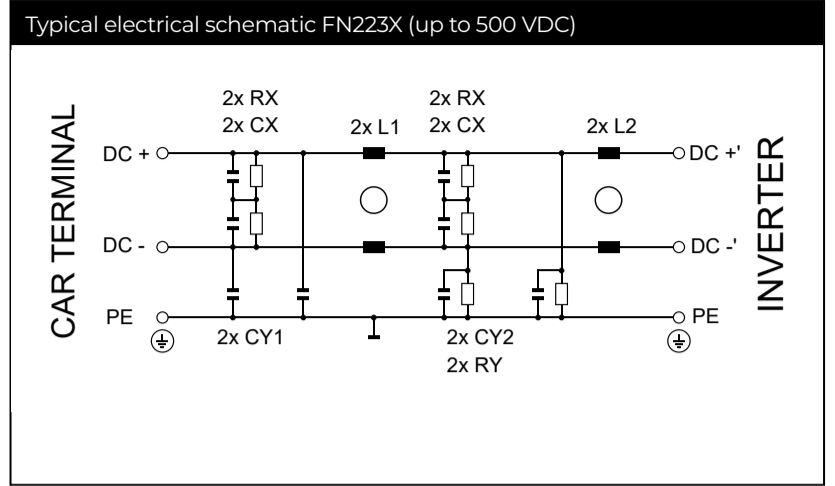 Typical electrical schematic FN223X (up to 500 VDC)
CAR TERMINAL
2x RX
2x CX
2x L1
2x RX
2x CX
2x L2
DC +
DC +'
DC -
DC -'
PE
PE
2x CY1
2x CY2
2x RY
INVERTER